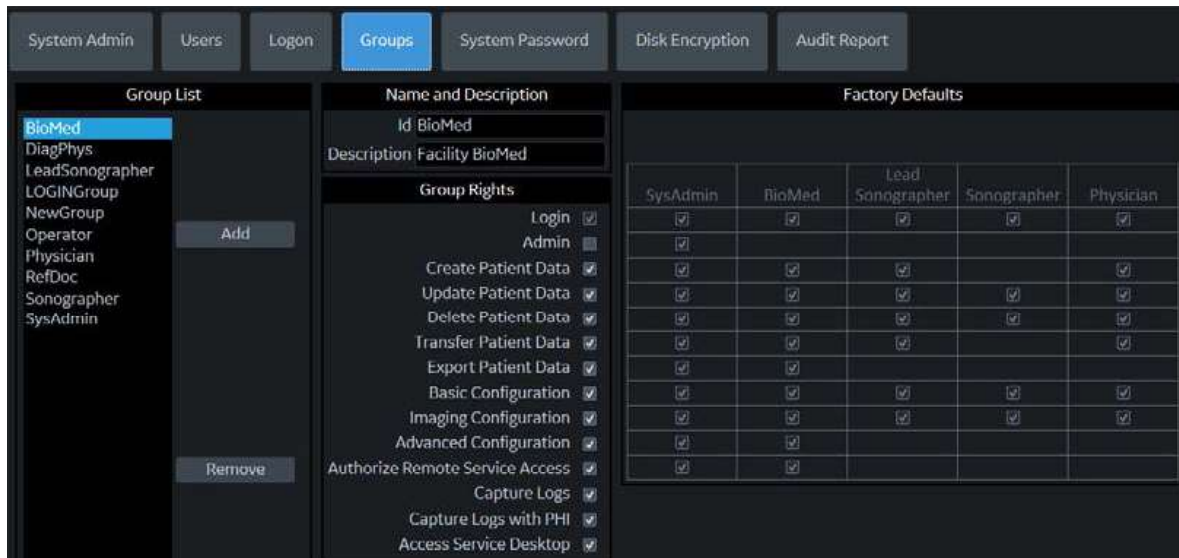 System Admin
Users
Logon
Groups
System Password
Disk Encryption
Audit Report
Group List
BioMed
DiagPhys
LeadSonographer
LOGINGroup
NewGroup
Operator
Physician
RefDoc
Sonographer
SysAdmin
Add
Remove
Name and Description
Id BioMed
Description Facility BioMed
Group Rights
Login
Admin
Create Patient Data
Update Patient Data
Delete Patient Data
Transfer Patient Data
Export Patient Data
Basic Configuration
Imaging Configuration
Advanced Configuration
Authorize Remote Service Access
Capture Logs
Capture Logs with PHI
Access Service Desktop
Factory Defaults
SysAdmin
BioMed
Lead
Sonographer
Sonographer
Physician